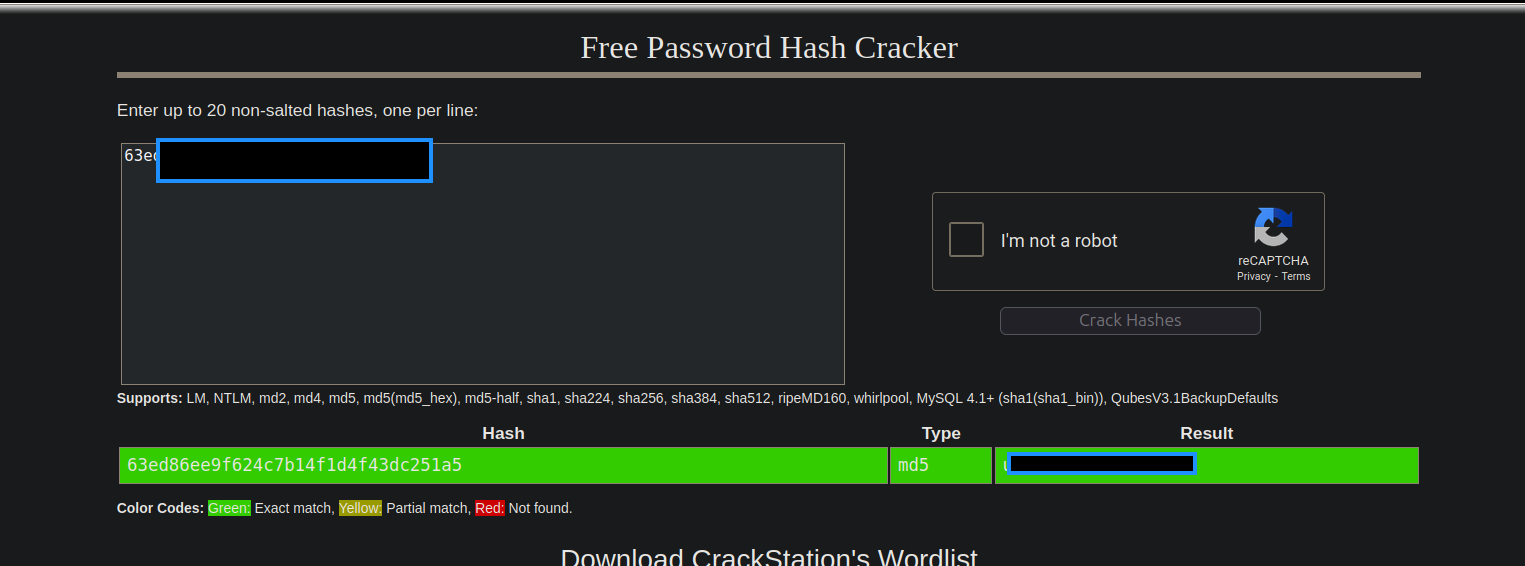 Free Password Hash Cracker
Enter up to 20 non-salted hashes, one per line:
63ed
I'm not a robot
reCAPTCHA
Privacy - Terms
Crack Hashes
Supports: LM, NTLM, md2, md4, md5, md5(md5_hex), md5-half, sha1, sha224, sha256, sha384, sha512, ripeMD160, whirlpool, MySQL 4.1+ (sha1(sha1_bin)), QubesV3.1BackupDefaults
Hash Type Result
63ed86ee9f624c7b14f1d4f43dc251a5 md5
Color Codes: Green: Exact match, Yellow: Partial match, Red: Not found.
Download CrackStation's Wordlist